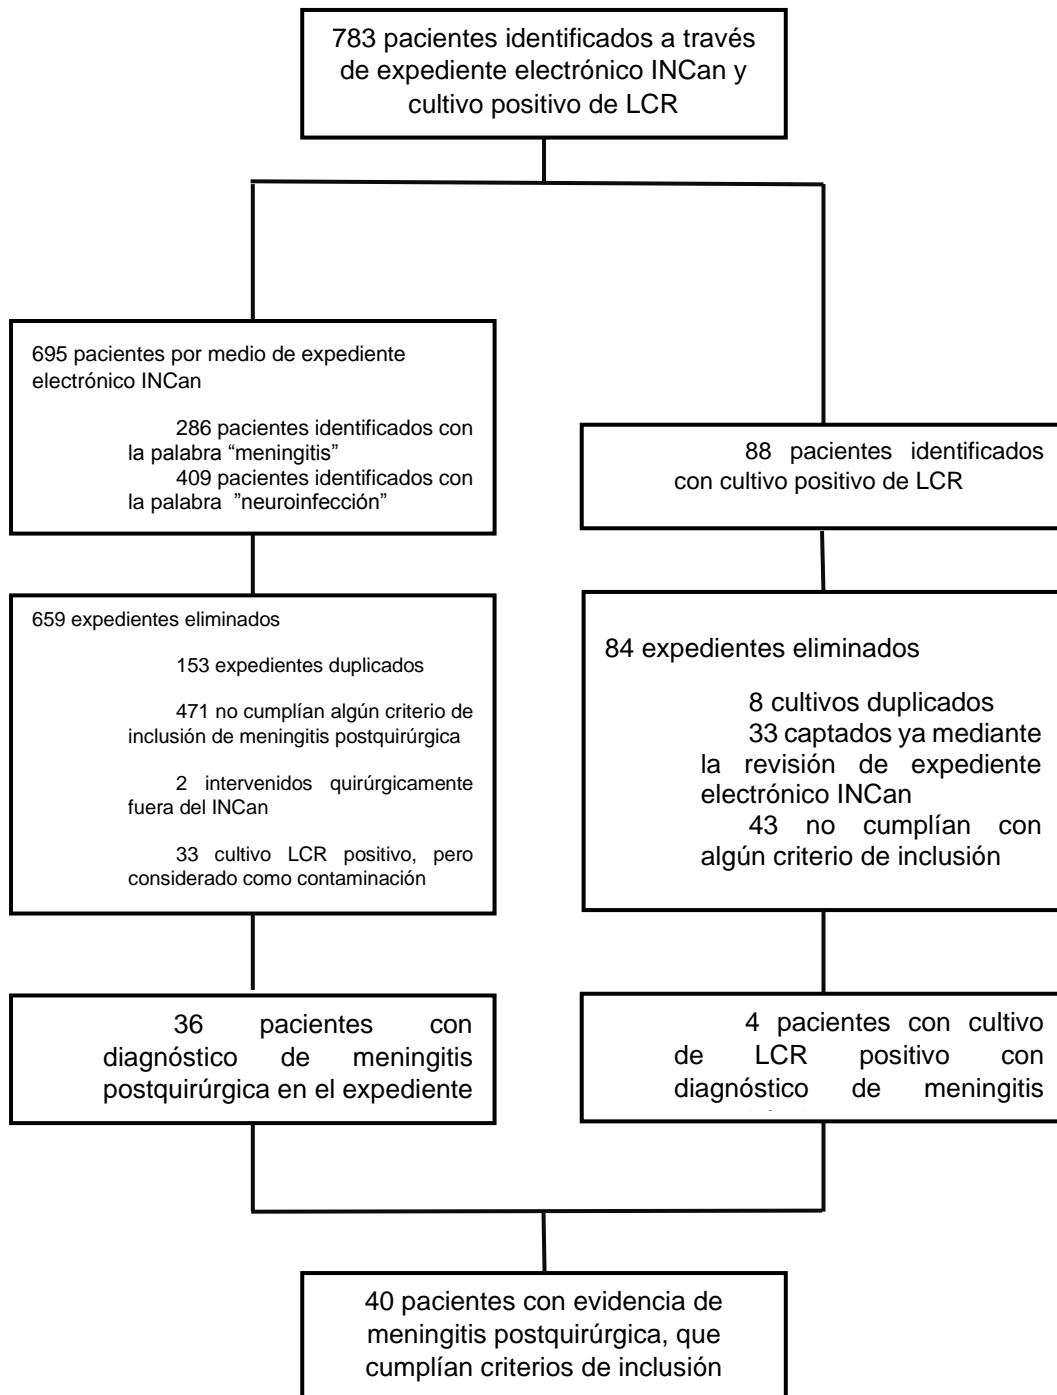 783 pacientes identificados a través
de expediente electrónico INCan y
cultivo positivo de LCR
695 pacientes por medio de expediente
electrónico INCan
286 pacientes identificados con
la palabra “meningitis”
409 pacientes identificados con
la palabra ”neuroinfección”
88 pacientes identificados
con cultivo positivo de LCR
659 expedientes eliminados
153 expedientes duplicados
471 no cumplían algún criterio de
inclusión de meningitis postquirúrgica
2 intervenidos quirúrgicamente
fuera del INCan
33 cultivo LCR positivo, pero
considerado como contaminación
84 expedientes eliminados
8 cultivos duplicados
33 captados ya mediante
la revisión de expediente
electrónico INCan
43 no cumplían con
algún criterio de inclusión
36 pacientes con
diagnóstico de meningitis
postquirúrgica en el expediente
4 pacientes con cultivo
de LCR positivo con
diagnóstico de meningitis
40 pacientes con evidencia de
meningitis postquirúrgica, que
cumplían criterios de inclusión